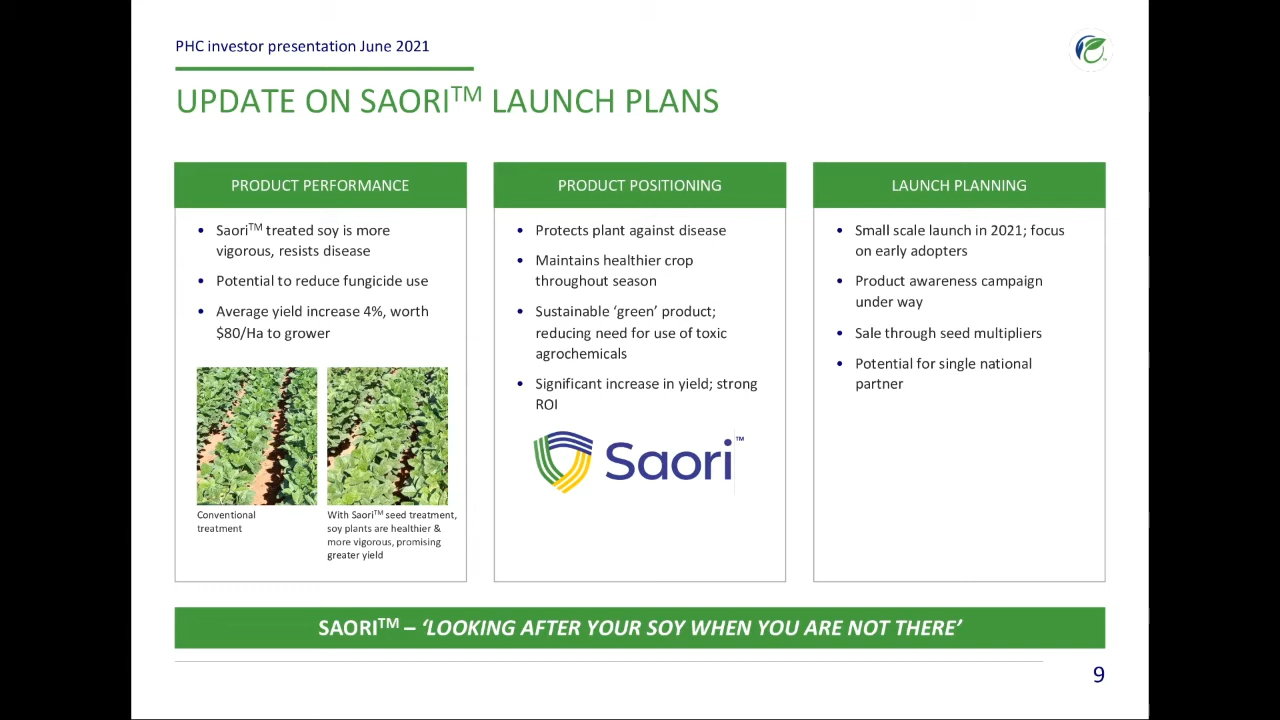 PHC investor presentation June 2021
UPDATE ON SAORI™ LAUNCH PLANS
PRODUCT PERFORMANCE
• Saori™ treated soy is more
vigorous, resists disease
• Potential to reduce fungicide use
• Average yield increase 4%, worth
$80/Ha to grower
Conventional
treatment
With Saori™ seed treatment,
soy plants are healthier &
more vigorous, promising
greater yield
PRODUCT POSITIONING
• Protects plant against disease
• Maintains healthier crop
throughout season
• Sustainable ‘green’ product;
reducing need for use of toxic
agrochemicals
• Significant increase in yield; strong
ROI
Saori™
LAUNCH PLANNING
• Small scale launch in 2021; focus
on early adopters
• Product awareness campaign
under way
• Sale through seed multipliers
• Potential for single national
partner
SAORI™ – ‘LOOKING AFTER YOUR SOY WHEN YOU ARE NOT THERE’
9